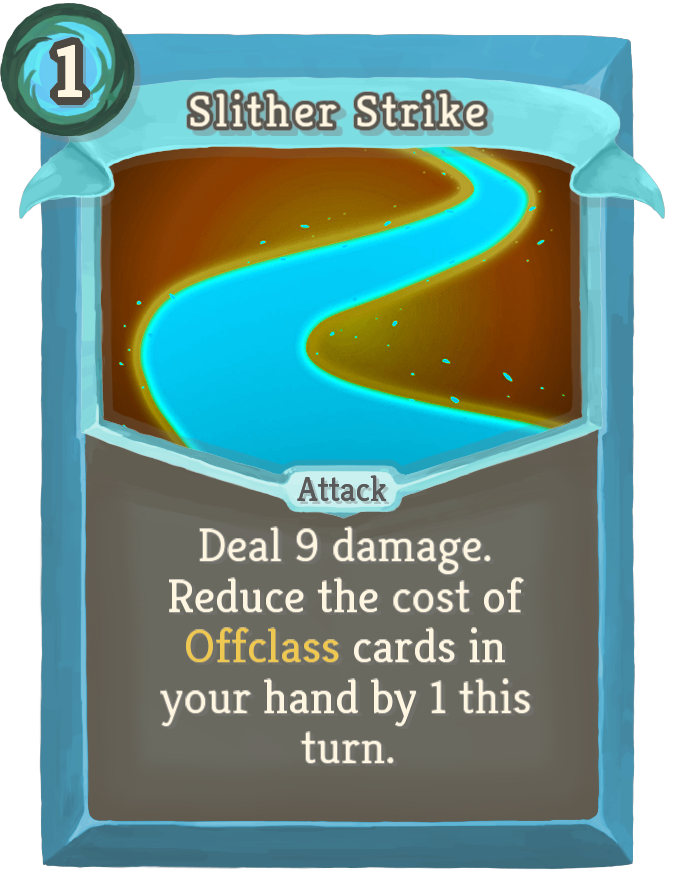 1
Slither Strike
Attack
Deal 9 damage.
Reduce the cost of
Offclass cards in
your hand by 1 this
turn.